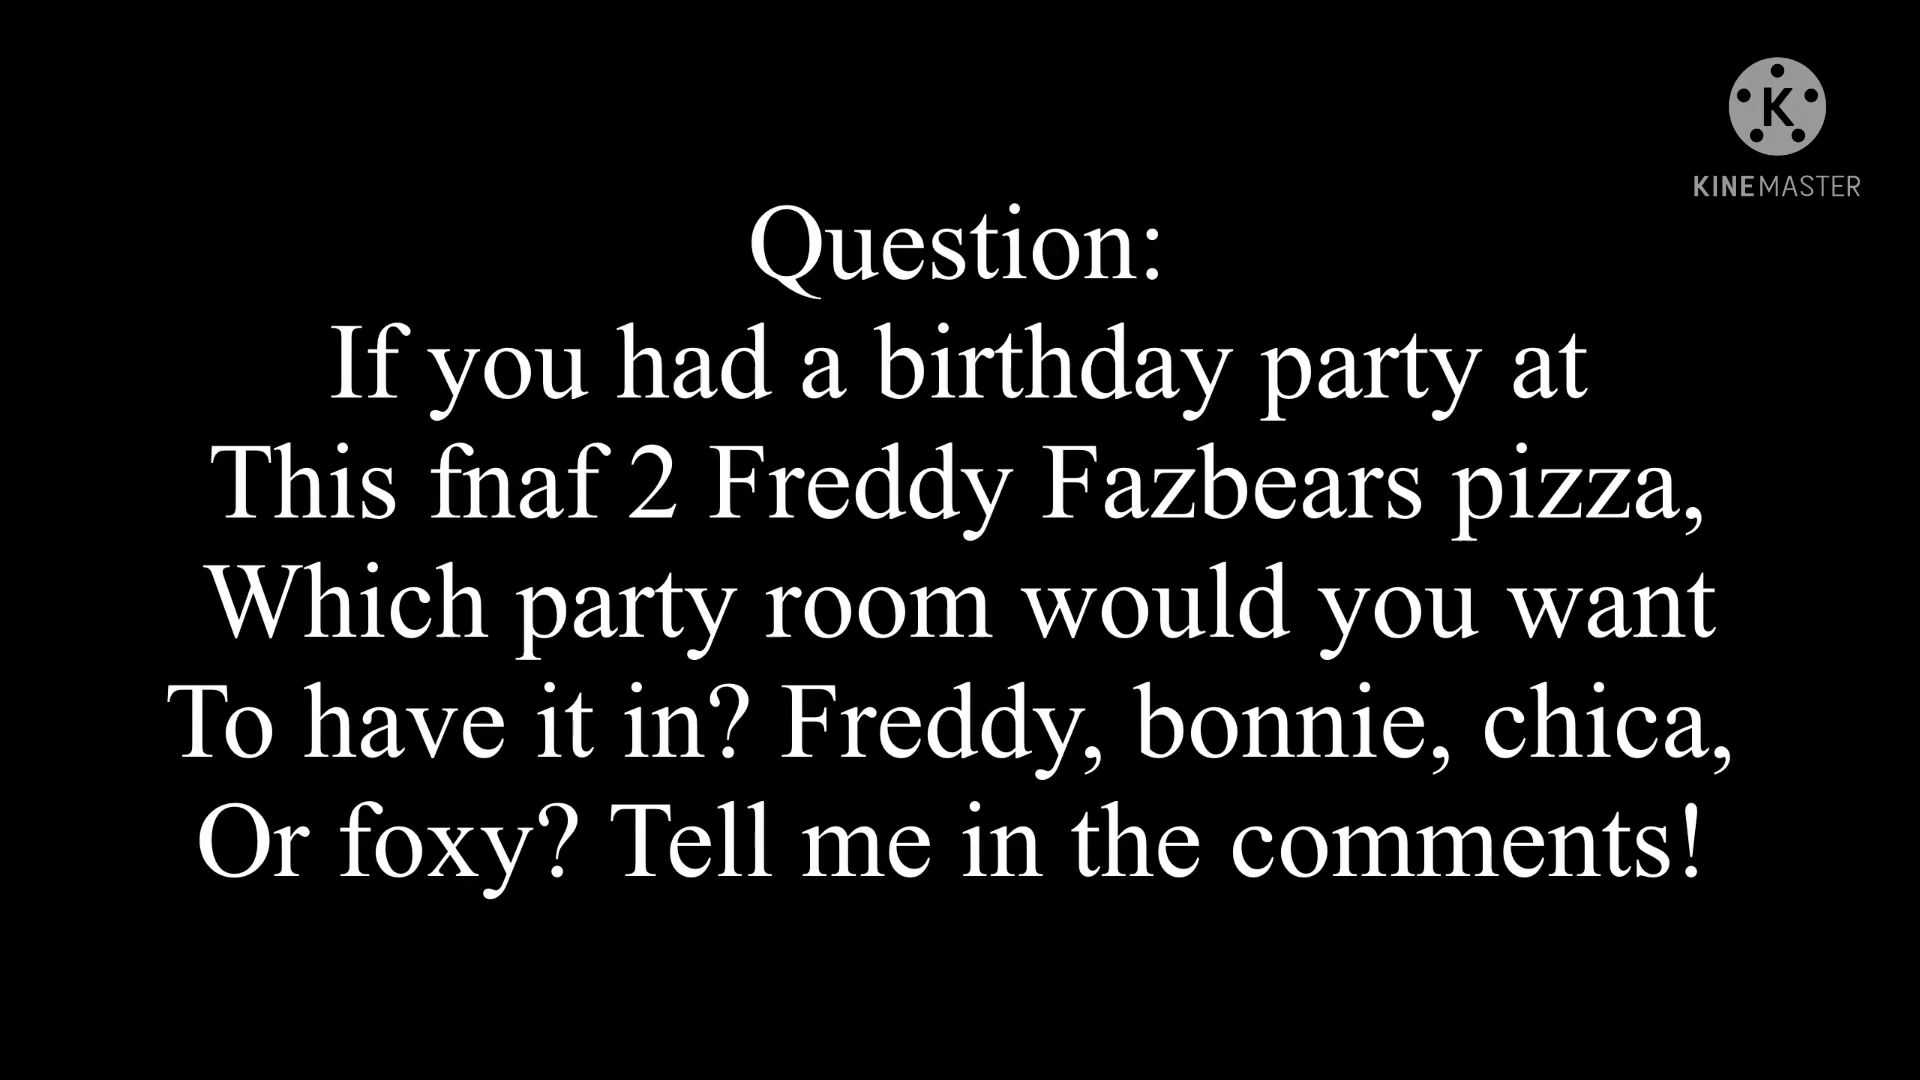 K
KINEMASTER
Question:
If you had a birthday party at
This fnaf 2 Freddy Fazbears pizza,
Which party room would you want
To have it in? Freddy, bonnie, chica,
Or foxy? Tell me in the comments!